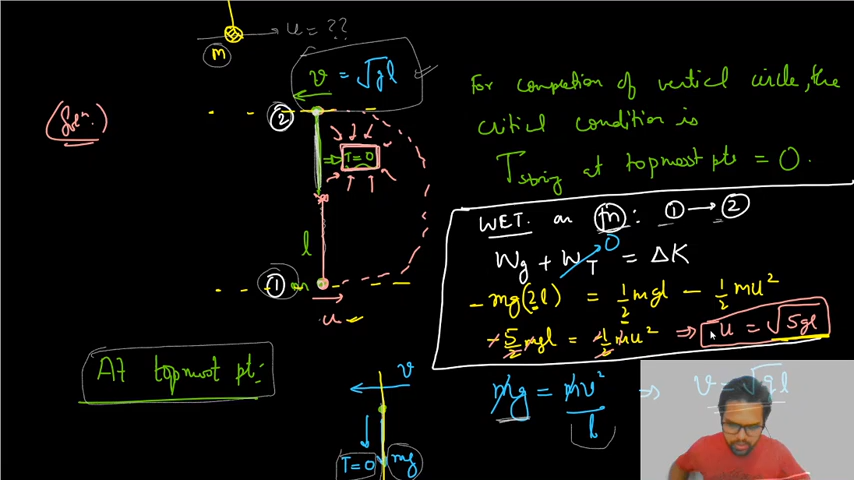 u = ??
m
v = √gl
(Soln.)
②
T=0
l
① m
u
For completion of vertical circle, the
critical condition is
T string at topmost pts = 0.
WET. on m: ① → ②
Wg + WT = ΔK
0
-mg(2l) = 1/2 mgl - 1/2 mu²
-5/2 mgl = -1/2 mu² ⇒ u = √5gl
At topmost pt:
v
T=0 mg
mg = mv²/l ⇒ v = √gl